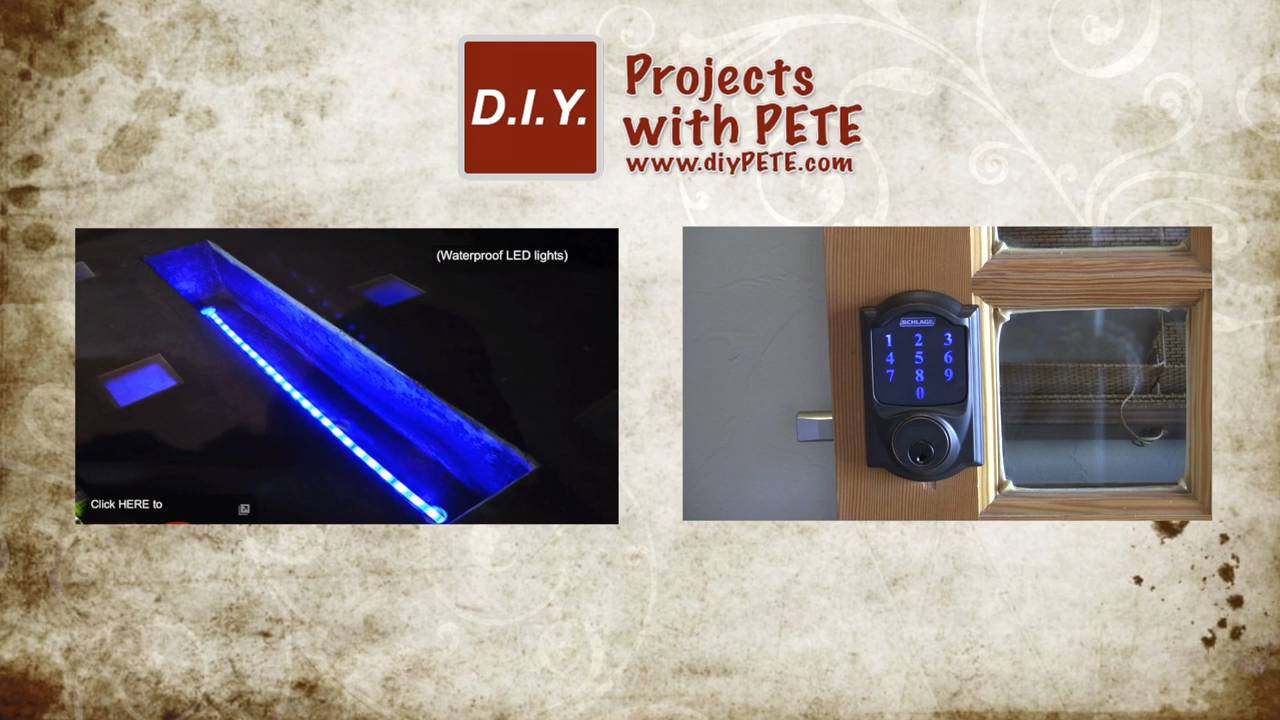 D.I.Y.
Projects
with PETE
www.diyPETE.com
(Waterproof LED lights)
Click HERE to
SCHLAGE
1 2 3
4 5 6
7 8 9
0